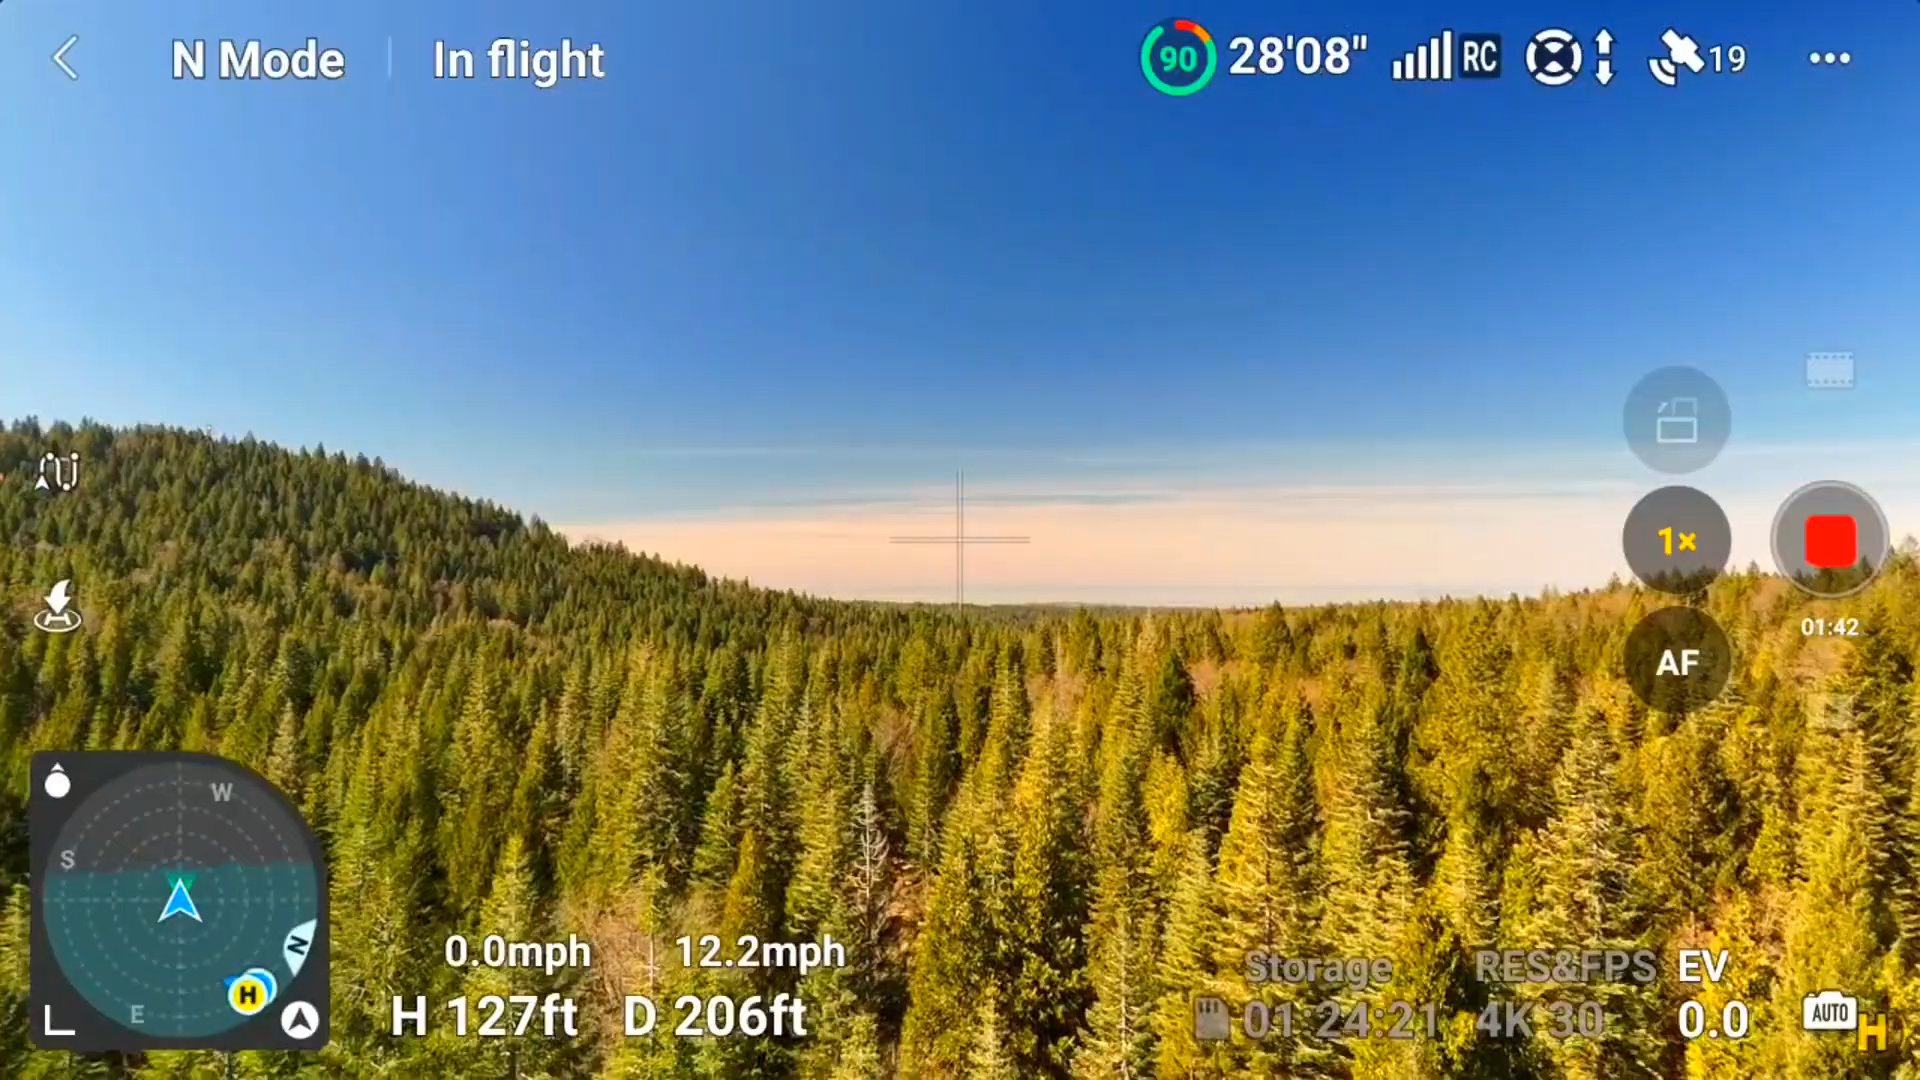 N Mode In flight 90 28'08" RC 19
1×
01:42
AF
W
S
N
H
E
0.0mph 12.2mph
H 127ft D 206ft
Storage RES&FPS EV
01:24:21 4K 30 0.0
AUTO
H